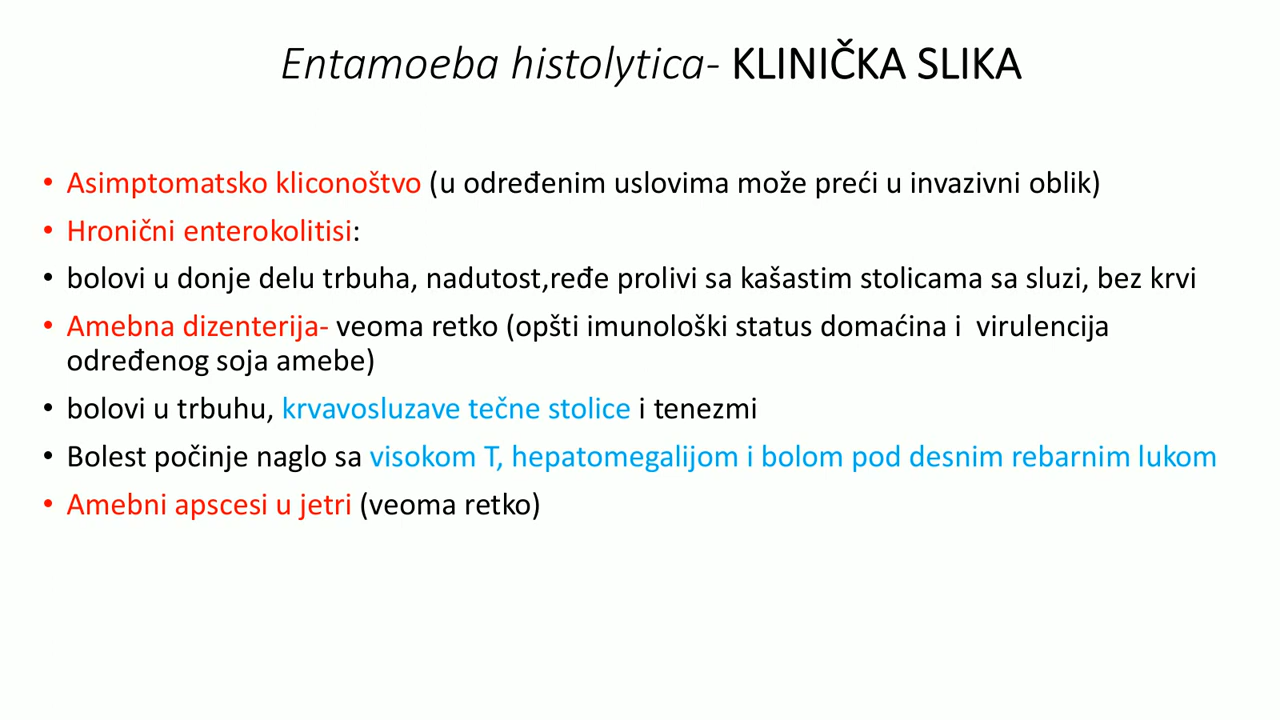 Entamoeba histolytica- KLINIČKA SLIKA
• Asimptomatsko kliconoštvo (u određenim uslovima može preći u invazivni oblik)
• Hronični enterokolitisi:
• bolovi u donje delu trbuha, nadutost,ređe prolivi sa kašastim stolicama sa sluzi, bez krvi
• Amebna dizenterija- veoma retko (opšti imunološki status domaćina i  virulencija
određenog soja amebe)
• bolovi u trbuhu, krvavosluzave tečne stolice i tenezmi
• Bolest počinje naglo sa visokom T, hepatomegalijom i bolom pod desnim rebarnim lukom
• Amebni apscesi u jetri (veoma retko)